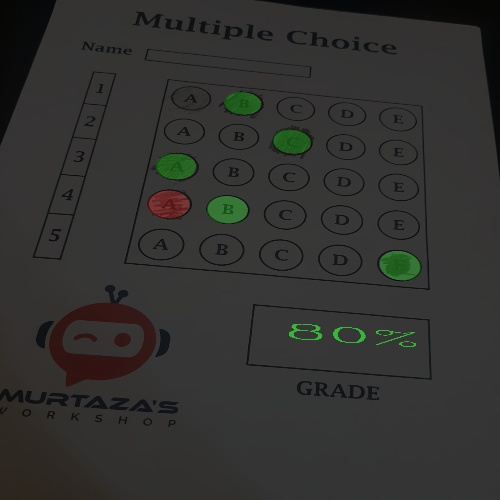 Multiple Choice
Name
1 A B C D E
2 A B C D E
3 A B C D E
4 A B C D E
5 A B C D E
80%
GRADE
MURTAZA'S
WORKSHOP